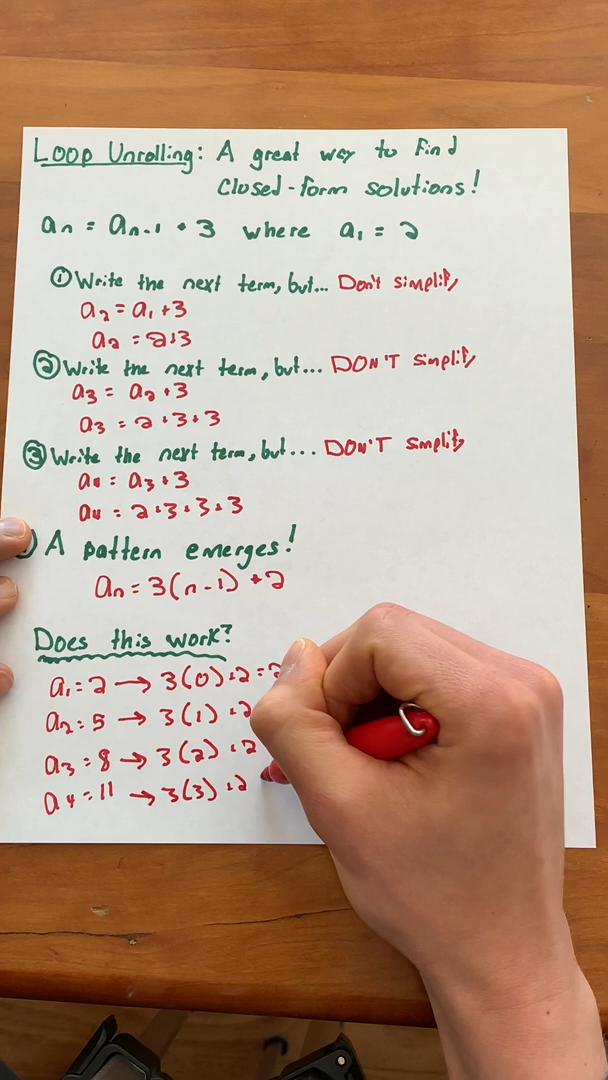 Loop Unrolling: A great way to find
closed-form solutions!
an = an-1 + 3 where a1 = 2
① Write the next term, but... Don't simplify
a2 = a1 + 3
a2 = 2+3
② Write the next term, but... DON'T simplify
a3 = a2 + 3
a3 = 2 + 3 + 3
③ Write the next term, but... DON'T simplify
a4 = a3 + 3
a4 = 2 + 3 + 3 + 3
) A pattern emerges!
an = 3(n-1) + 2
Does this work?
a1 = 2 → 3(0)+2 = 2
a2 = 5 → 3(1)+2
a3 = 8 → 3(2)+2
a4 = 11 → 3(3)+2